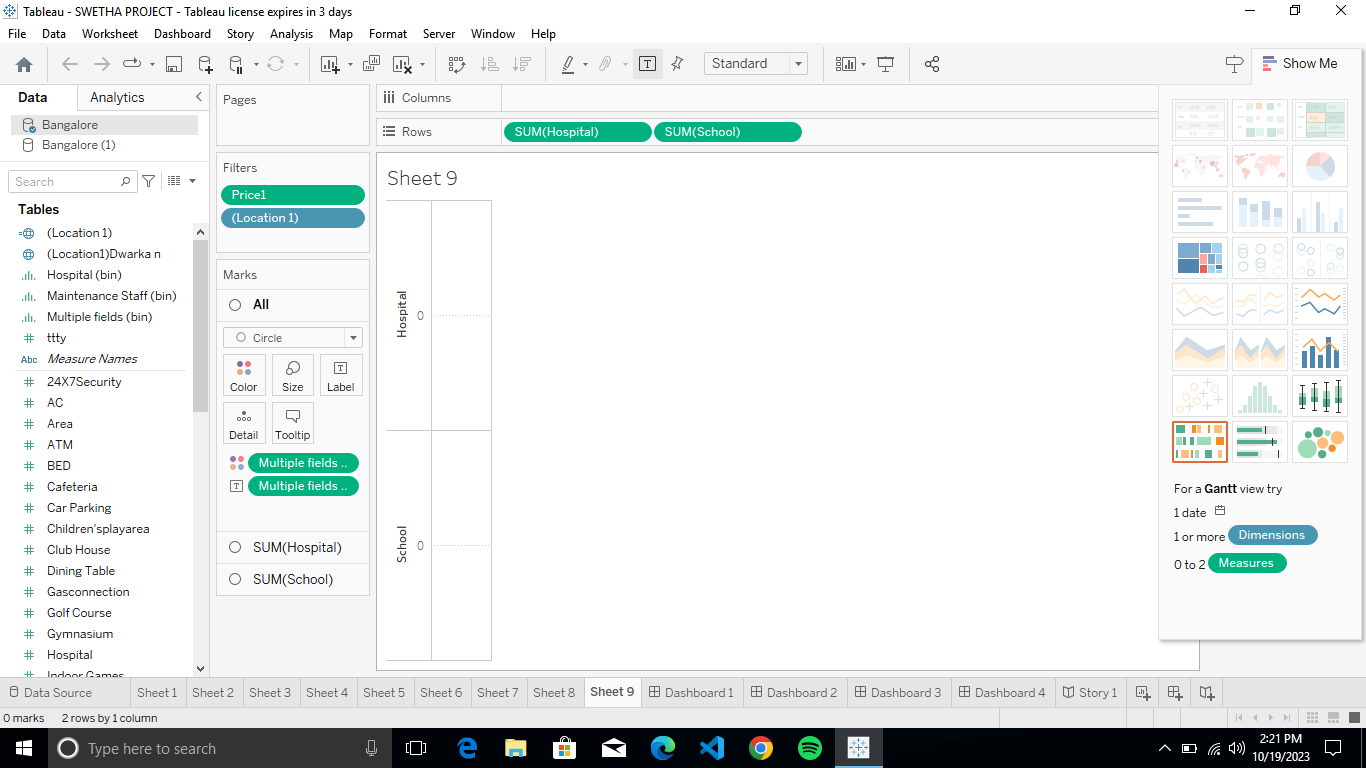 Tableau - SWETHA PROJECT - Tableau license expires in 3 days
File Data Worksheet Dashboard Story Analysis Map Format Server Window Help
Standard
Show Me
Data Analytics
Bangalore
Bangalore (1)
Search
Tables
(Location 1)
(Location1)Dwarka n
Hospital (bin)
Maintenance Staff (bin)
Multiple fields (bin)
ttty
Abc Measure Names
24X7Security
AC
Area
ATM
BED
Cafeteria
Car Parking
Children'splayarea
Club House
Dining Table
Gasconnection
Golf Course
Gymnasium
Hospital
Indoor Games
Pages
Filters
Price1
(Location 1)
Marks
All
Circle
Color Size Label
Detail Tooltip
Multiple fields ..
Multiple fields ..
SUM(Hospital)
SUM(School)
Columns
Rows SUM(Hospital) SUM(School)
Sheet 9
Hospital
0
School
0
For a Gantt view try
1 date
1 or more Dimensions
0 to 2 Measures
Data Source Sheet 1 Sheet 2 Sheet 3 Sheet 4 Sheet 5 Sheet 6 Sheet 7 Sheet 8 Sheet 9 Dashboard 1 Dashboard 2 Dashboard 3 Dashboard 4 Story 1
0 marks 2 rows by 1 column
Type here to search
2:21 PM
10/19/2023